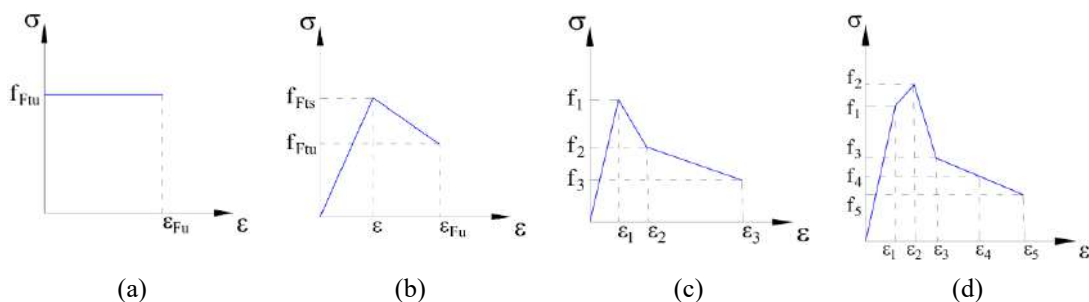 σ
f_Ftu
ε_Fu
ε
(a)
σ
f_Fts
f_Ftu
ε
ε_Fu
ε
(b)
σ
f_1
f_2
f_3
ε_1
ε_2
ε_3
ε
(c)
σ
f_2
f_1
f_3
f_4
f_5
ε_1
ε_2
ε_3
ε_4
ε_5
ε
(d)